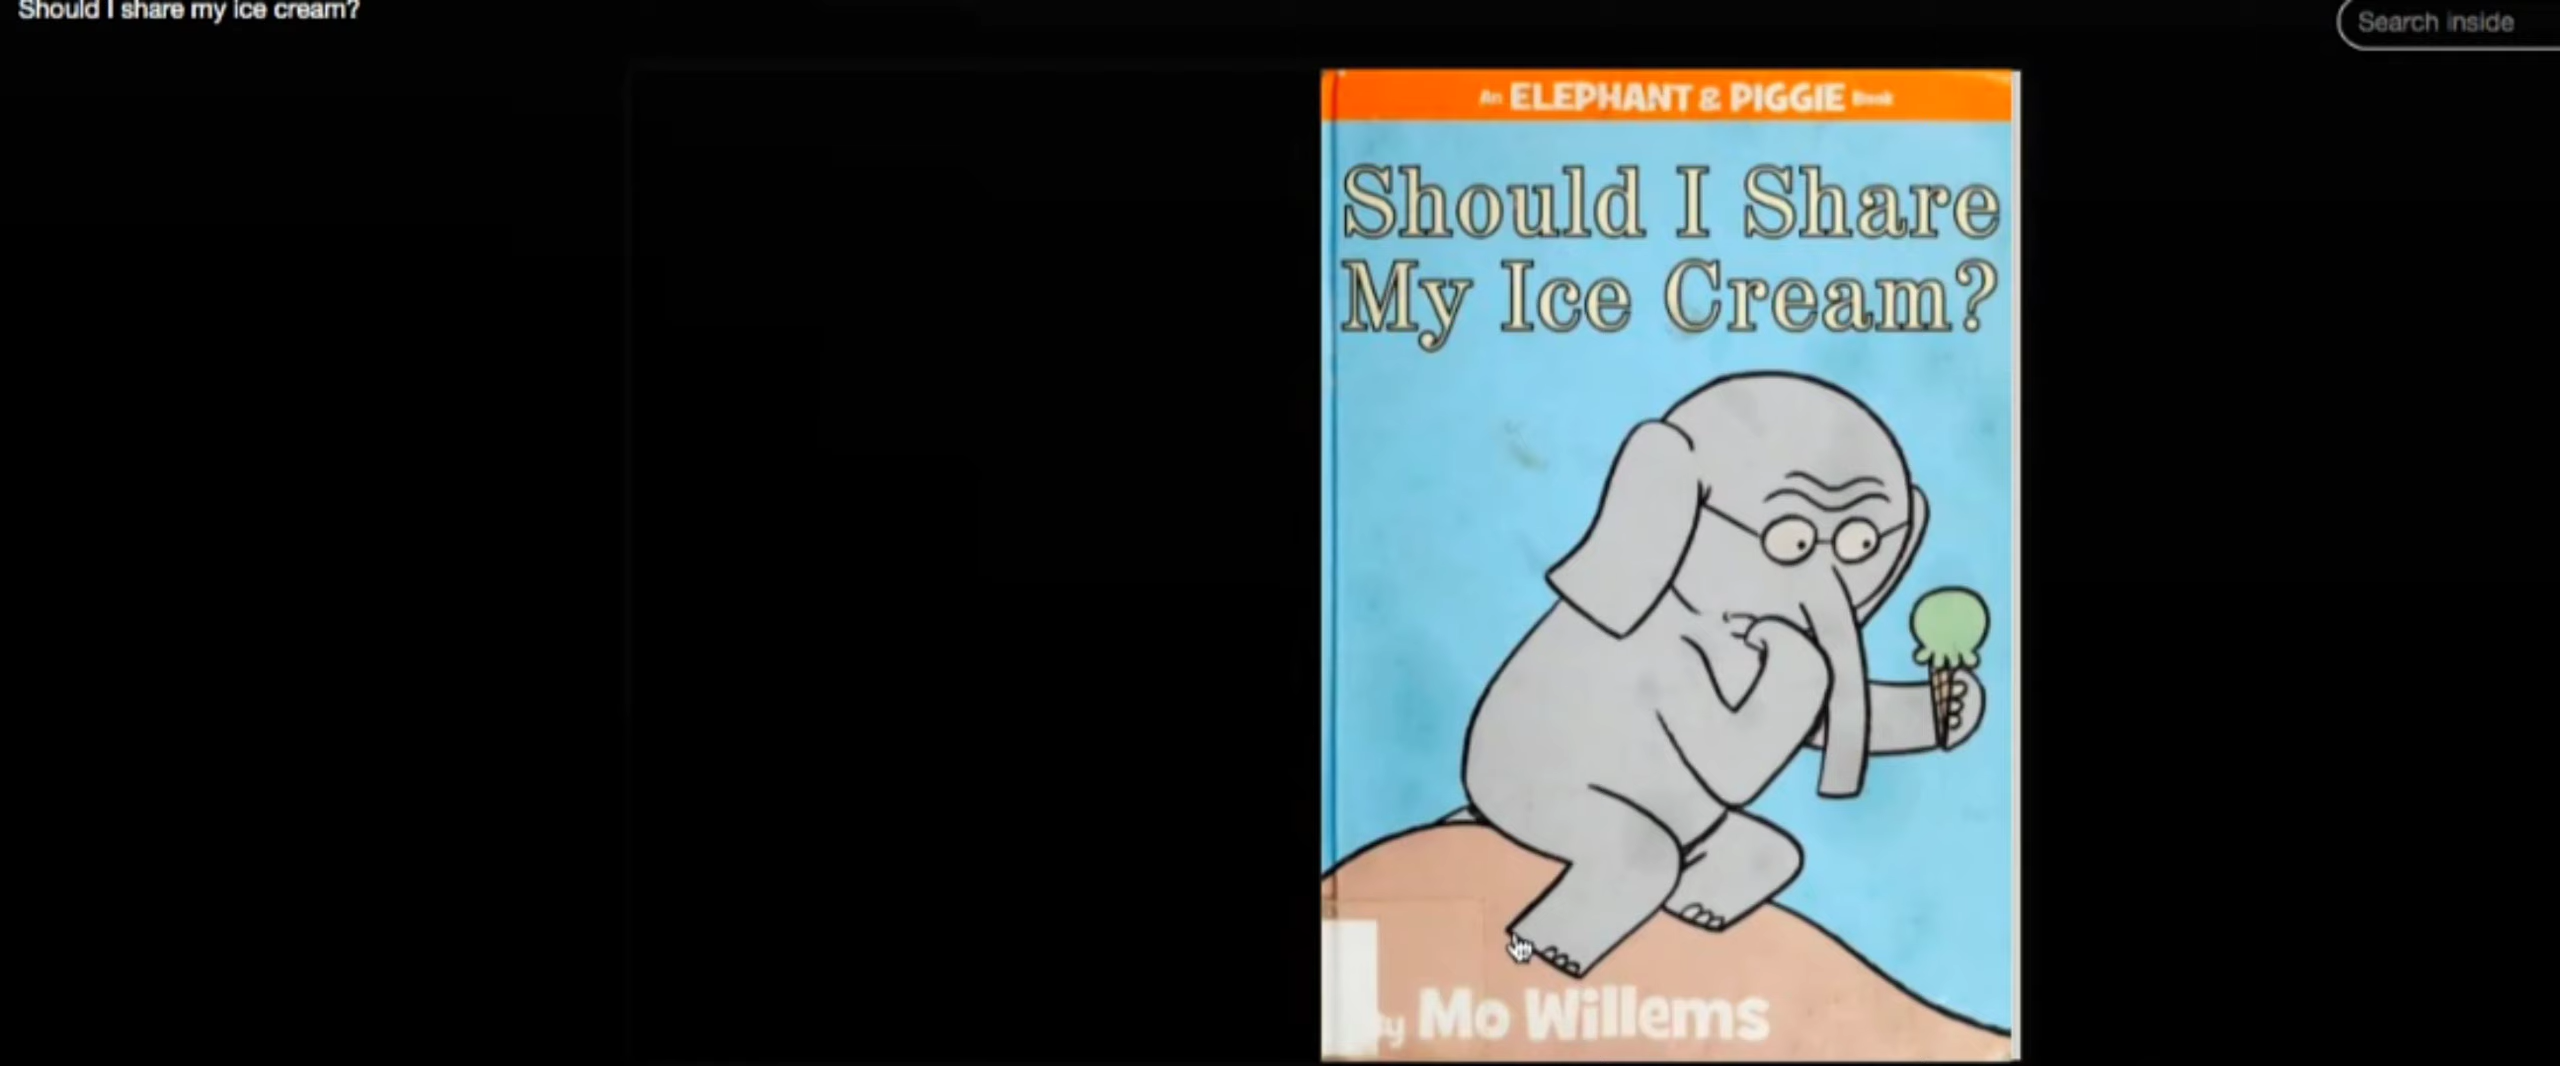 Should I share my ice cream?
Search inside
An ELEPHANT & PIGGIE Book
Should I Share
My Ice Cream?
Mo Willems